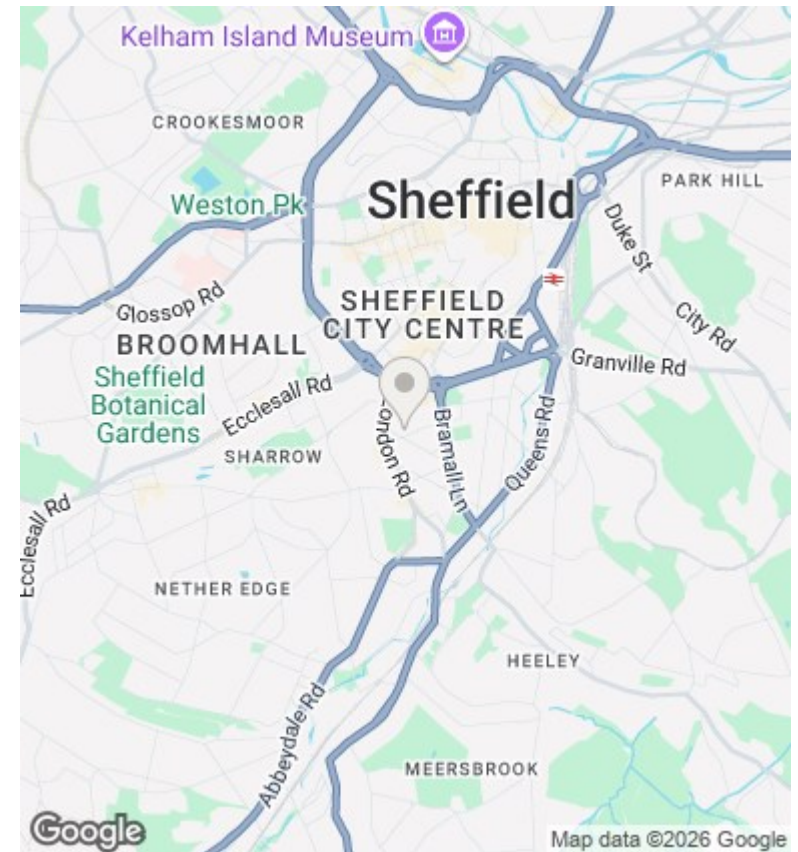 Kelham Island Museum
CROOKESMOOR
PARK HILL
Weston Pk
Sheffield
Duke St
SHEFFIELD
CITY CENTRE
City Rd
Glossop Rd
BROOMHALL
Granville Rd
Sheffield
Botanical
Gardens
Ecclesall Rd
London Rd
Bramall Ln
Queens Rd
SHARROW
Ecclesall Rd
NETHER EDGE
HEELEY
Abbeydale Rd
MEERSBROOK
Google
Map data ©2026 Google